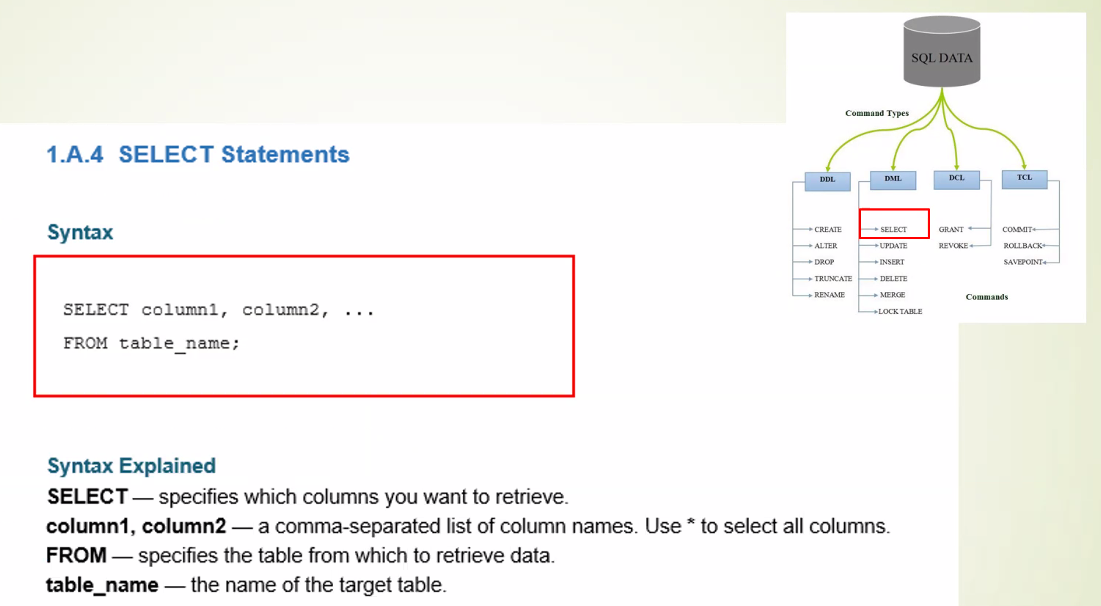 SQL DATA
Command Types
DDL DML DCL TCL
CREATE SELECT GRANT COMMIT
ALTER UPDATE REVOKE ROLLBACK
DROP INSERT SAVEPOINT
TRUNCATE DELETE
RENAME MERGE Commands
LOCK TABLE
1.A.4 SELECT Statements
Syntax
SELECT column1, column2, ...
FROM table_name;
Syntax Explained
SELECT — specifies which columns you want to retrieve.
column1, column2 — a comma-separated list of column names. Use * to select all columns.
FROM — specifies the table from which to retrieve data.
table_name — the name of the target table.